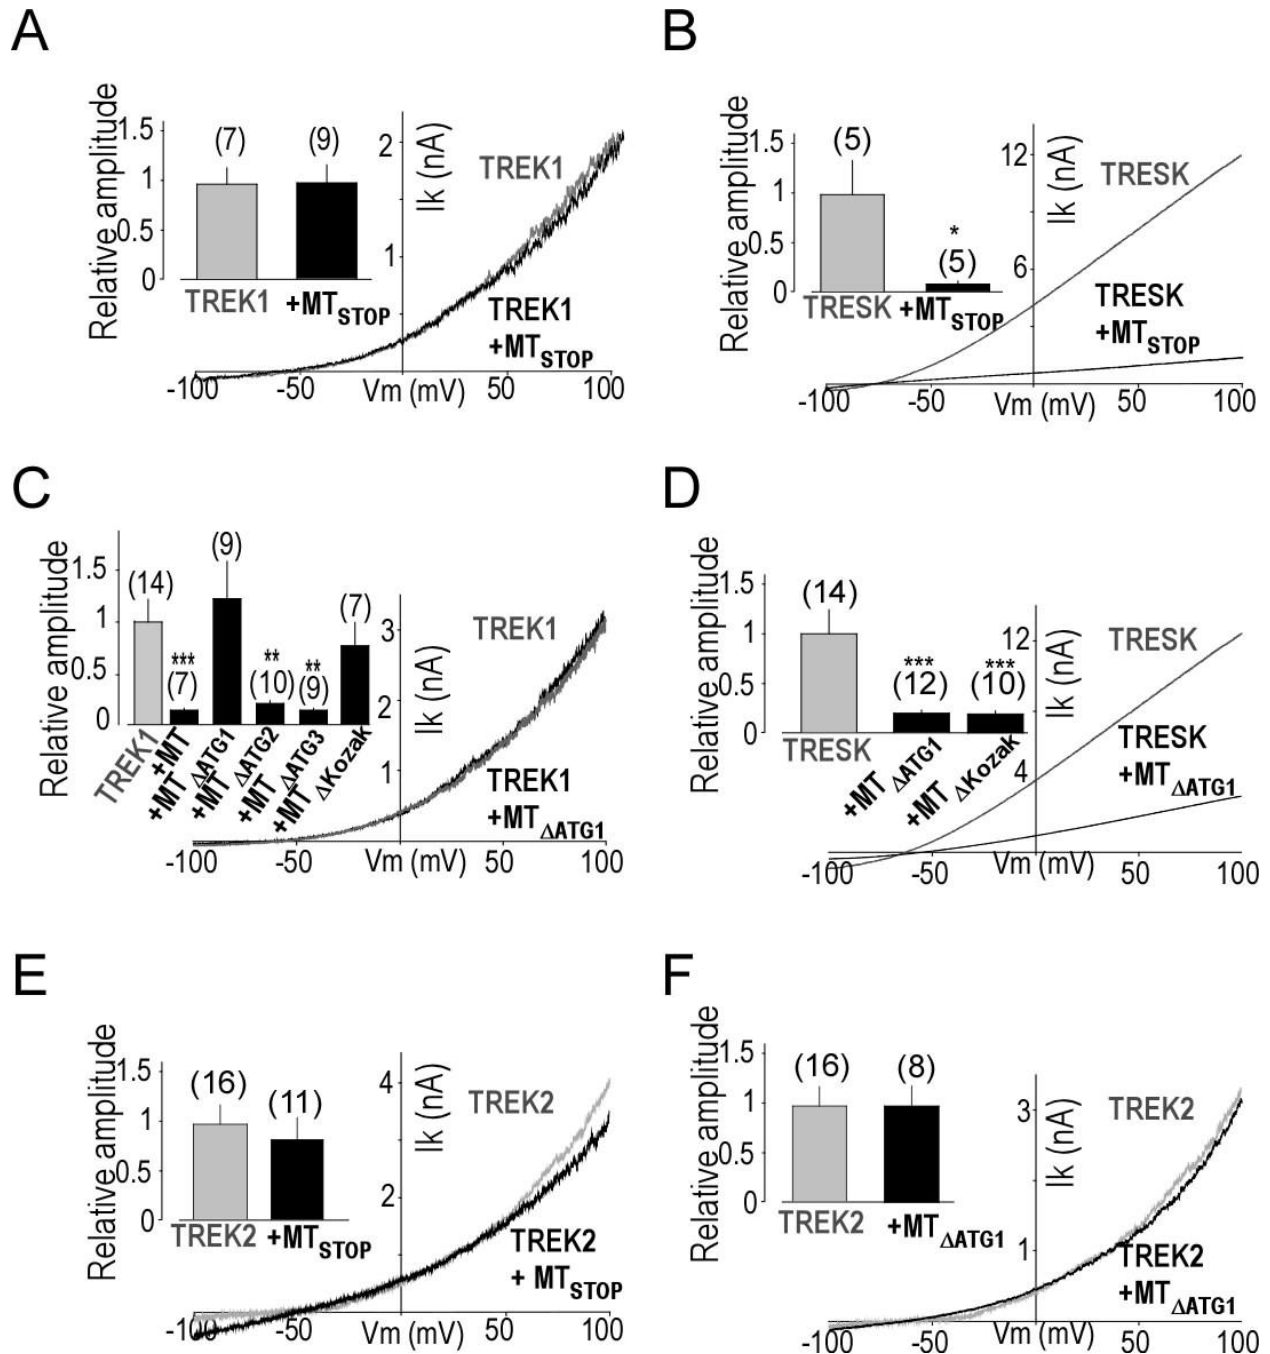 A
Relative amplitude
1.5
1
0.5
0
(7)
(9)
TREK1
+MTSTOP
Ik (nA)
2
1
TREK1
TREK1
+MTSTOP
-100
-50
Vm (mV)
50
100
B
Relative amplitude
1.5
1
0.5
0
(5)
*
(5)
TRESK
+MTSTOP
Ik (nA)
12
6
TRESK
TRESK
+MTSTOP
-100
-50
Vm (mV)
50
100
C
Relative amplitude
1.5
1
0.5
0
(14)
***
(7)
(9)
**
(10)
**
(9)
(7)
TREK1
+MT
+MT ΔATG1
+MT ΔATG2
+MT ΔATG3
+MT ΔKozak
Ik (nA)
3
2
1
TREK1
TREK1
+MTΔATG1
-100
-50
Vm (mV)
50
100
D
Relative amplitude
1.5
1
0.5
0
(14)
***
(12)
***
(10)
TRESK
+MT ΔATG1
+MT ΔKozak
Ik (nA)
12
4
TRESK
TRESK
+MTΔATG1
-100
-50
Vm (mV)
50
100
E
Relative amplitude
1.5
1
0.5
0
(16)
(11)
TREK2
+MTSTOP
Ik (nA)
4
2
TREK2
TREK2
+ MTSTOP
-100
-50
Vm (mV)
50
100
F
Relative amplitude
1.5
1
0.5
0
(16)
(8)
TREK2
+MTΔATG1
Ik (nA)
3
1
TREK2
TREK2
+MTΔATG1
-100
-50
Vm (mV)
50
100